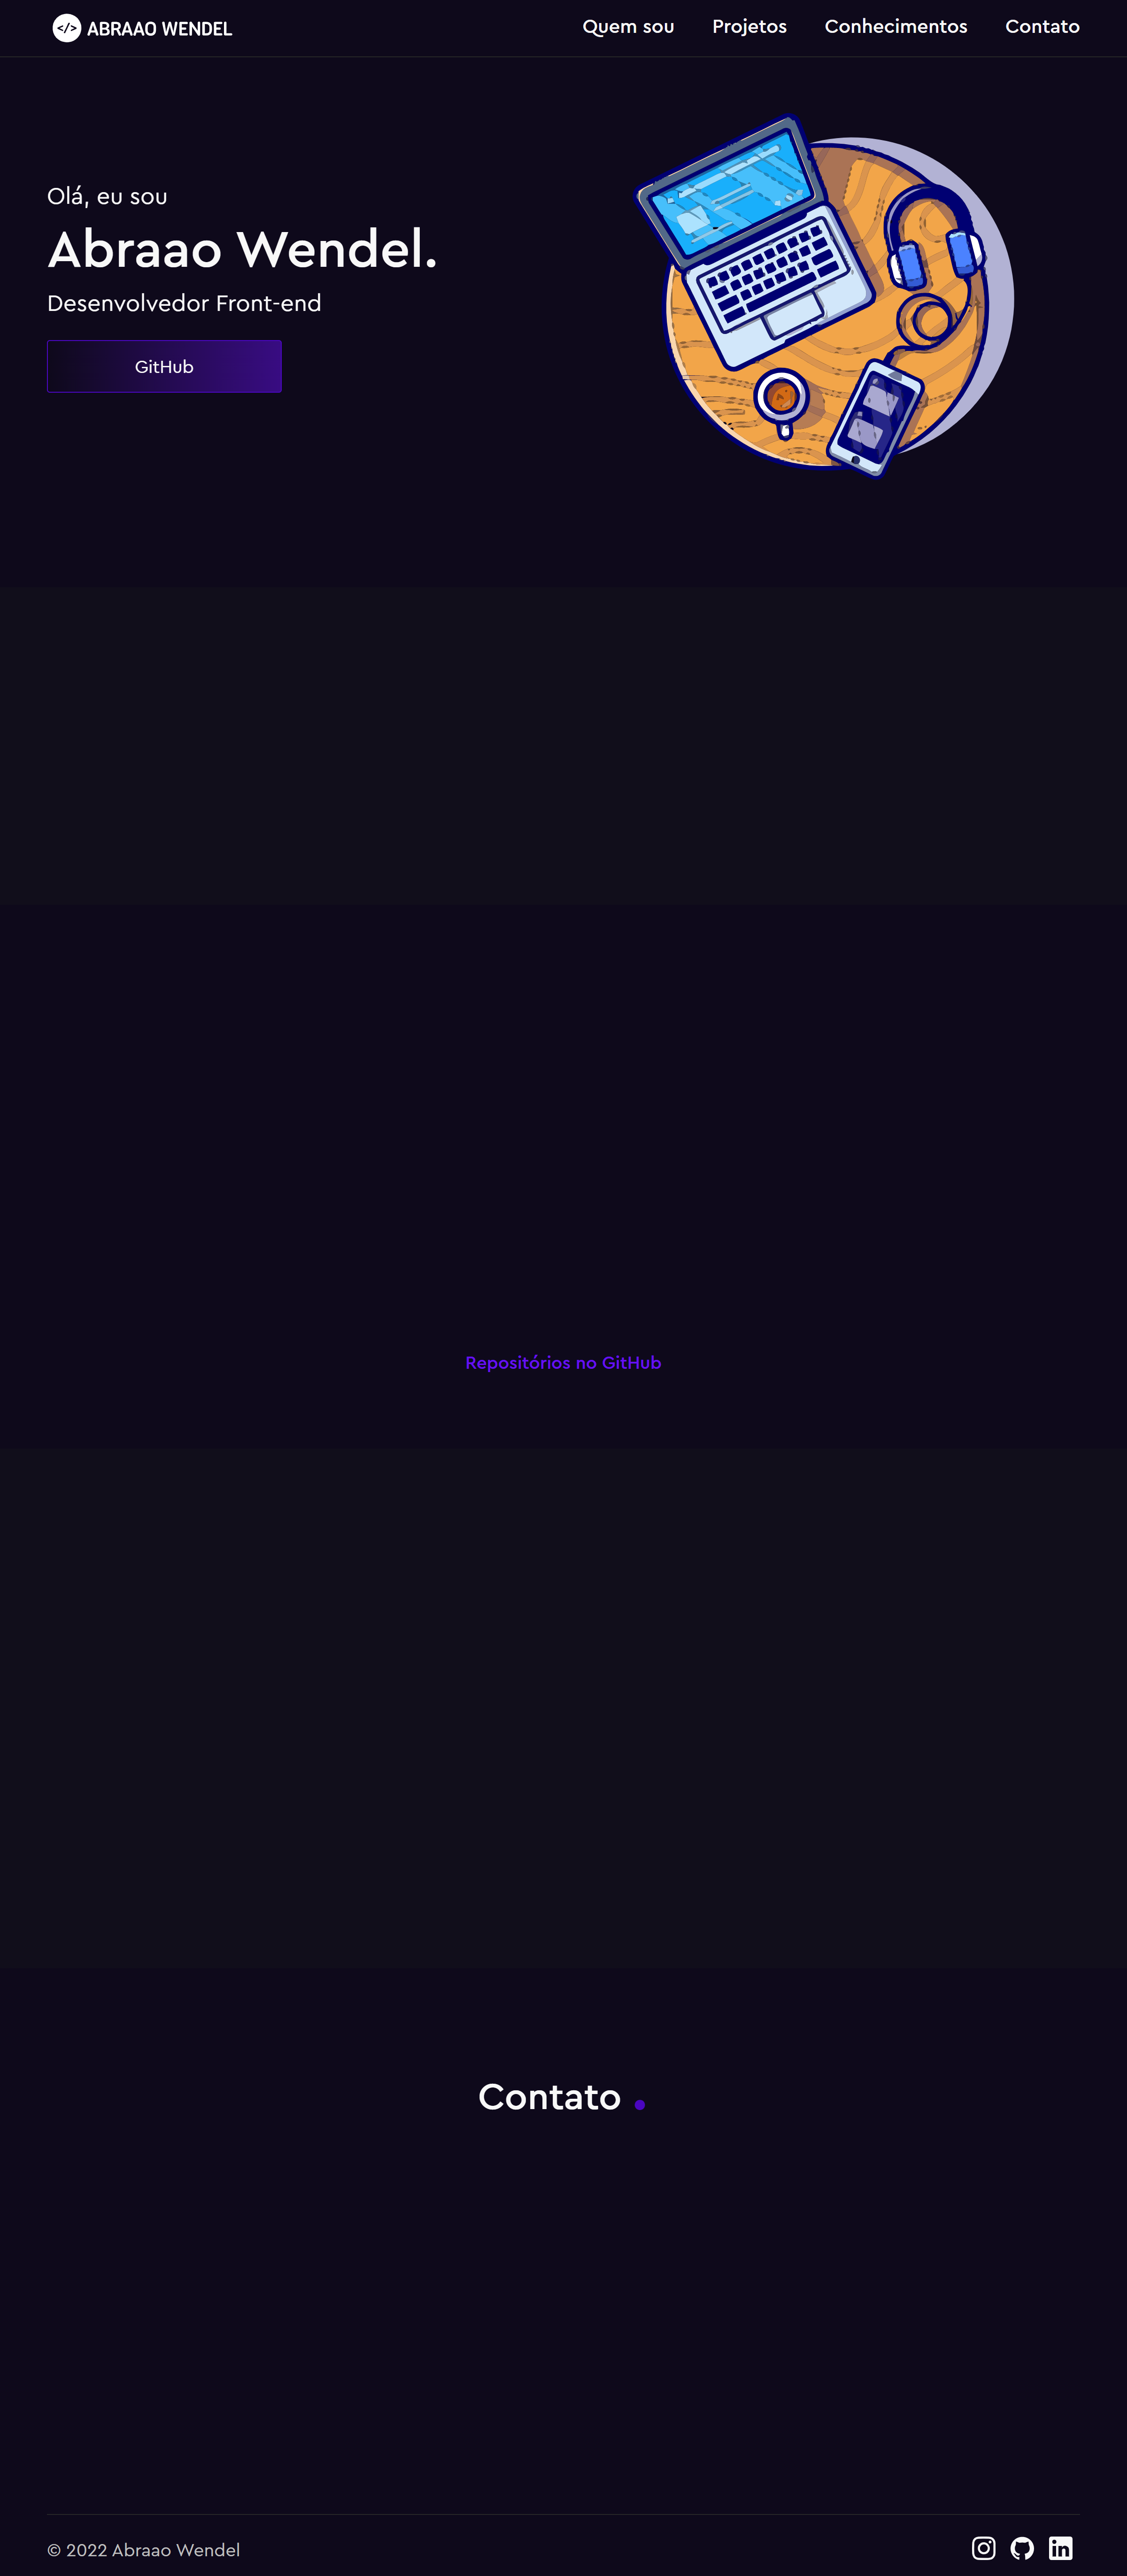 </> ABRAAO WENDEL
Quem sou Projetos Conhecimentos Contato
Olá, eu sou
Abraao Wendel.
Desenvolvedor Front-end
GitHub
Repositórios no GitHub
Contato .
© 2022 Abraao Wendel